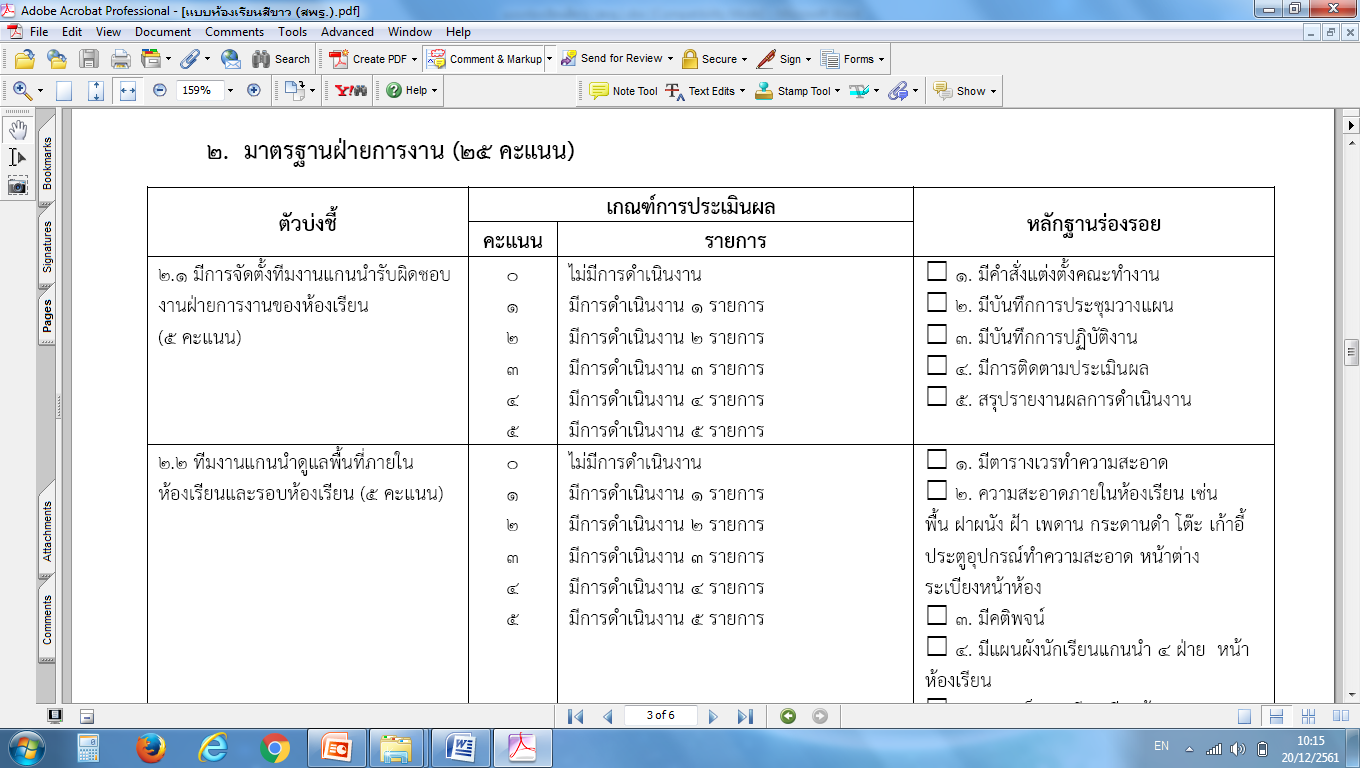 Adobe Acrobat Professional - [แบบห้องเรียนสีขาว (สพฐ.).pdf]
File Edit View Document Comments Tools Advanced Window Help
Search Create PDF Comment & Markup Send for Review Secure Sign Forms
159% Y! Help Note Tool Text Edits Stamp Tool Show
Bookmarks
Signatures
Pages
Attachments
Comments
๒. มาตรฐานฝ่ายการงาน (๒๕ คะแนน)
ตัวบ่งชี้ เกณฑ์การประเมินผล หลักฐานร่องรอย
คะแนน รายการ
๒.๑ มีการจัดตั้งทีมงานแกนนำรับผิดชอบ ๐ ไม่มีการดำเนินงาน ๑. มีคำสั่งแต่งตั้งคณะทำงาน
งานฝ่ายการงานของห้องเรียน ๑ มีการดำเนินงาน ๑ รายการ ๒. มีบันทึกการประชุมวางแผน
(๕ คะแนน) ๒ มีการดำเนินงาน ๒ รายการ ๓. มีบันทึกการปฏิบัติงาน
๓ มีการดำเนินงาน ๓ รายการ ๔. มีการติดตามประเมินผล
๔ มีการดำเนินงาน ๔ รายการ ๕. สรุปรายงานผลการดำเนินงาน
๕ มีการดำเนินงาน ๕ รายการ
๒.๒ ทีมงานแกนนำดูแลพื้นที่ภายใน ๐ ไม่มีการดำเนินงาน ๑. มีตารางเวรทำความสะอาด
ห้องเรียนและรอบห้องเรียน (๕ คะแนน) ๑ มีการดำเนินงาน ๑ รายการ ๒. ความสะอาดภายในห้องเรียน เช่น
๒ มีการดำเนินงาน ๒ รายการ พื้น ฝาผนัง ฝ้า เพดาน กระดานดำ โต๊ะ เก้าอี้
๓ มีการดำเนินงาน ๓ รายการ ประตูอุปกรณ์ทำความสะอาด หน้าต่าง
๔ มีการดำเนินงาน ๔ รายการ ระเบียงหน้าห้อง
๕ มีการดำเนินงาน ๕ รายการ ๓. มีคติพจน์
๔. มีแผนผังนักเรียนแกนนำ ๔ ฝ่าย หน้า
ห้องเรียน
3 of 6
EN 10:15
20/12/2561